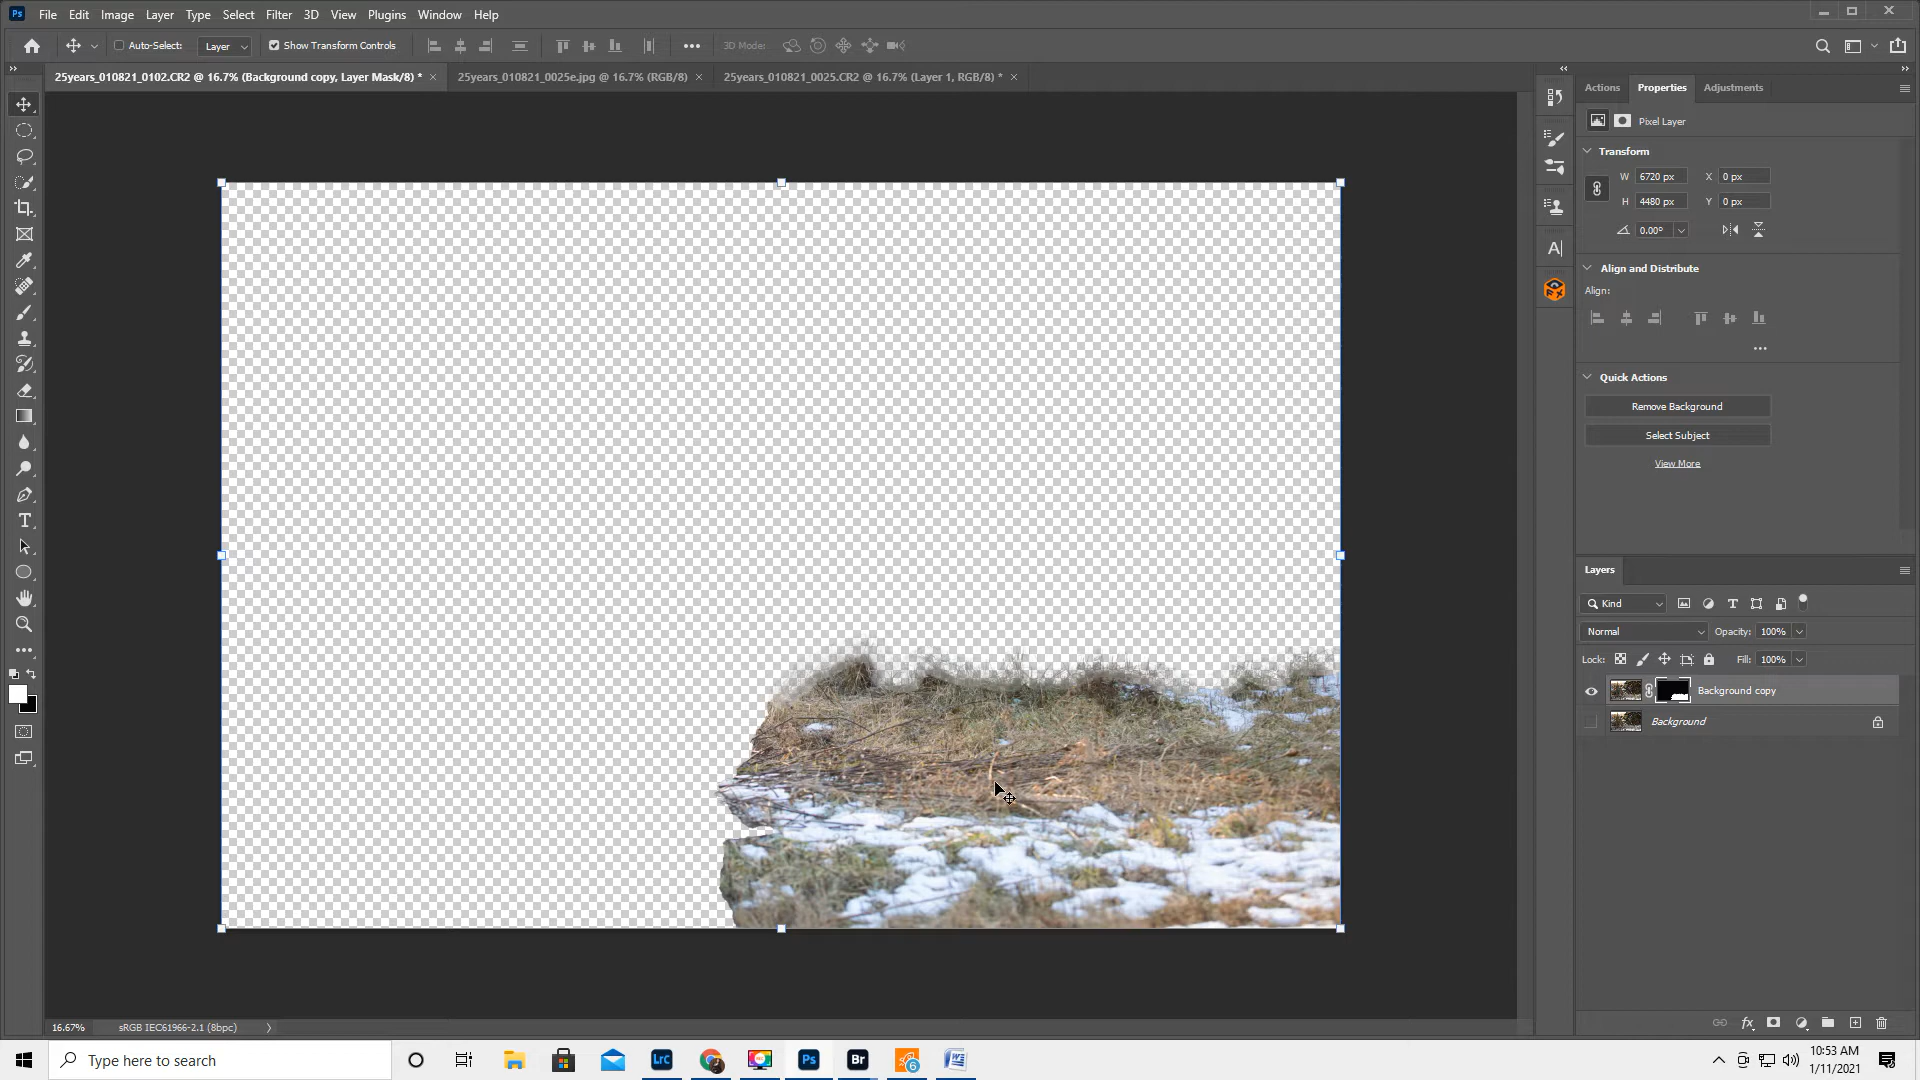 Ps File Edit Image Layer Type Select Filter 3D View Plugins Window Help
Auto-Select: Layer Show Transform Controls 3D Mode:
25years_010821_0102.CR2 @ 16.7% (Background copy, Layer Mask/8) * × 25years_010821_0025e.jpg @ 16.7% (RGB/8) × 25years_010821_0025.CR2 @ 16.7% (Layer 1, RGB/8) * ×
Actions Properties Adjustments
Pixel Layer
Transform
W 6720 px X 0 px
H 4480 px Y 0 px
0.00°
Align and Distribute
Align:
Quick Actions
Remove Background
Select Subject
View More
Layers
Kind
Normal Opacity: 100%
Lock: Fill: 100%
Background copy
Background
16.67% sRGB IEC61966-2.1 (8bpc)
Type here to search LrC Ps Br 6 10:53 AM
1/11/2021